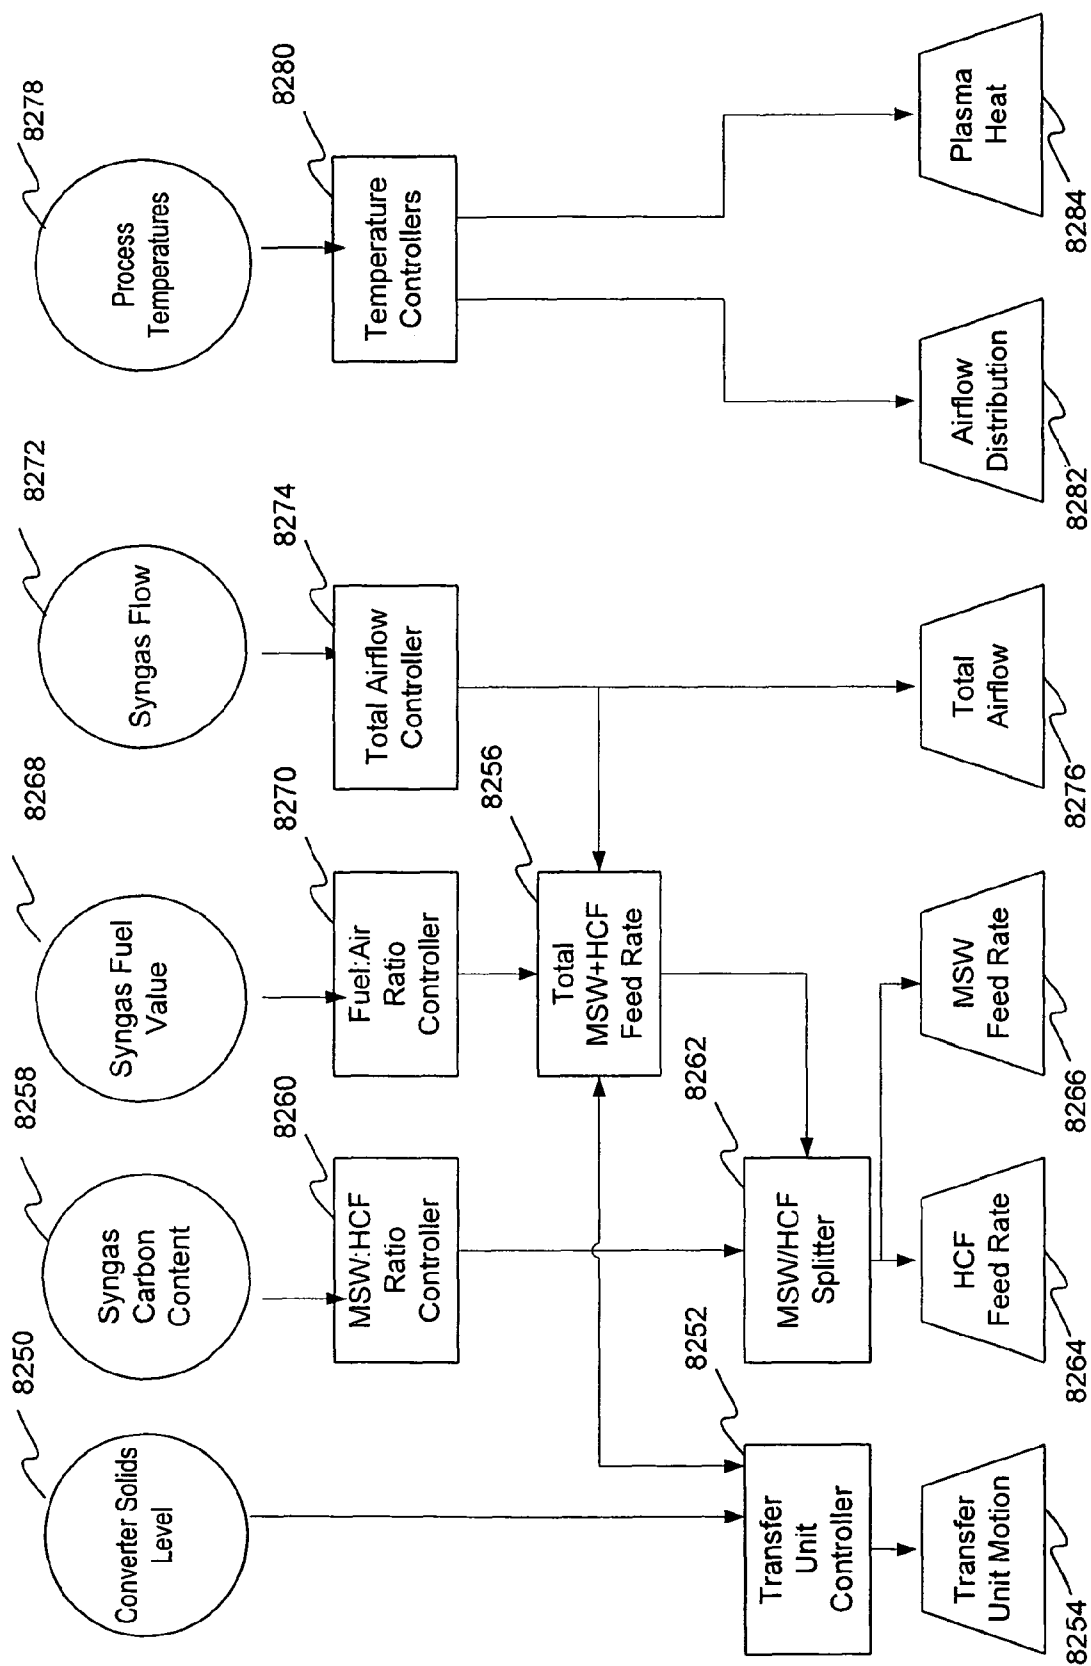 8250
Converter Solids
Level
8258
Syngas
Carbon
Content
8268
Syngas Fuel
Value
8272
Syngas Flow
8278
Process
Temperatures
8260
MSW:HCF
Ratio
Controller
8270
Fuel:Air
Ratio
Controller
8274
Total Airflow
Controller
8280
Temperature
Controllers
8256
Total
MSW+HCF
Feed Rate
8252
Transfer
Unit
Controller
8262
MSW/HCF
Splitter
Transfer
Unit Motion
8254
HCF
Feed Rate
8264
MSW
Feed Rate
8266
Total
Airflow
8276
Airflow
Distribution
8282
Plasma
Heat
8284